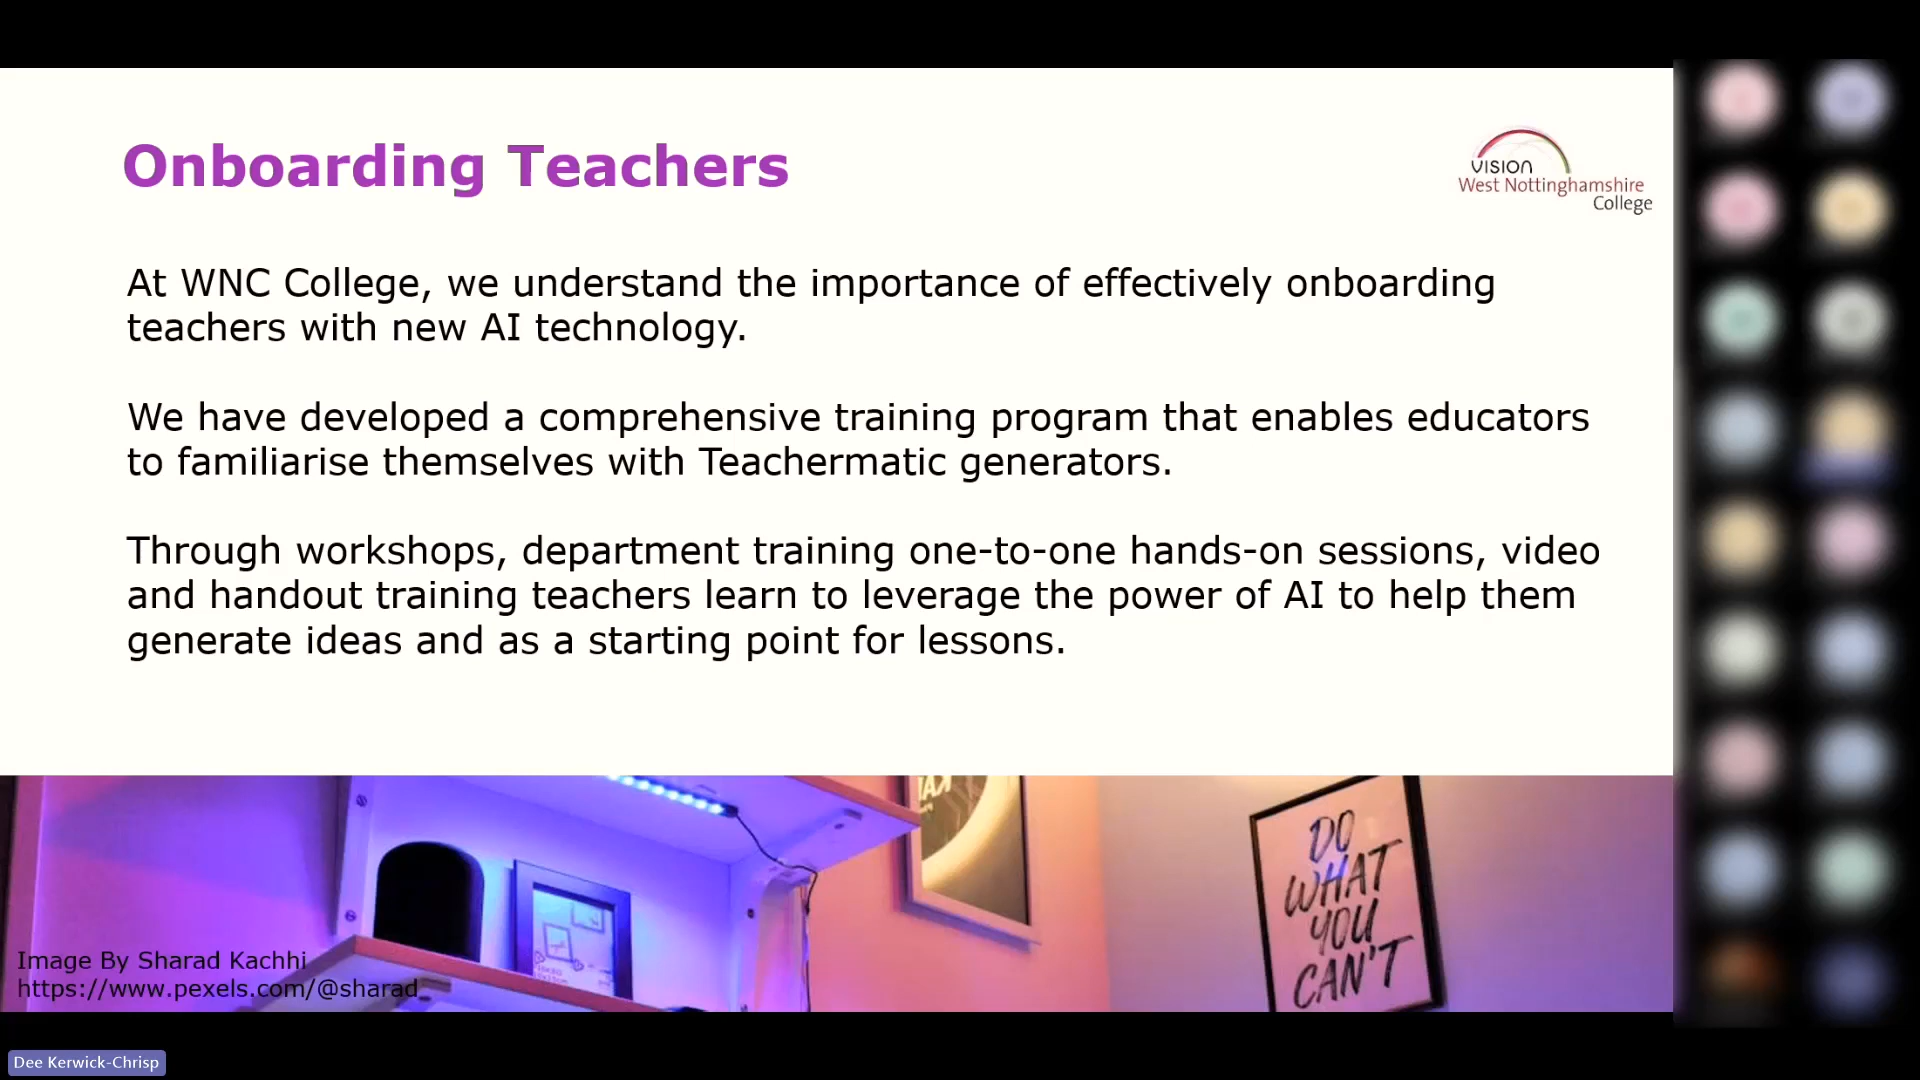 Onboarding Teachers
VISION
West Nottinghamshire
College
At WNC College, we understand the importance of effectively onboarding
teachers with new AI technology.
We have developed a comprehensive training program that enables educators
to familiarise themselves with Teachermatic generators.
Through workshops, department training one-to-one hands-on sessions, video
and handout training teachers learn to leverage the power of AI to help them
generate ideas and as a starting point for lessons.
DO
WHAT
YOU
CAN'T
Image By Sharad Kachhi
https://www.pexels.com/@sharad
Dee Kerwick-Chrisp